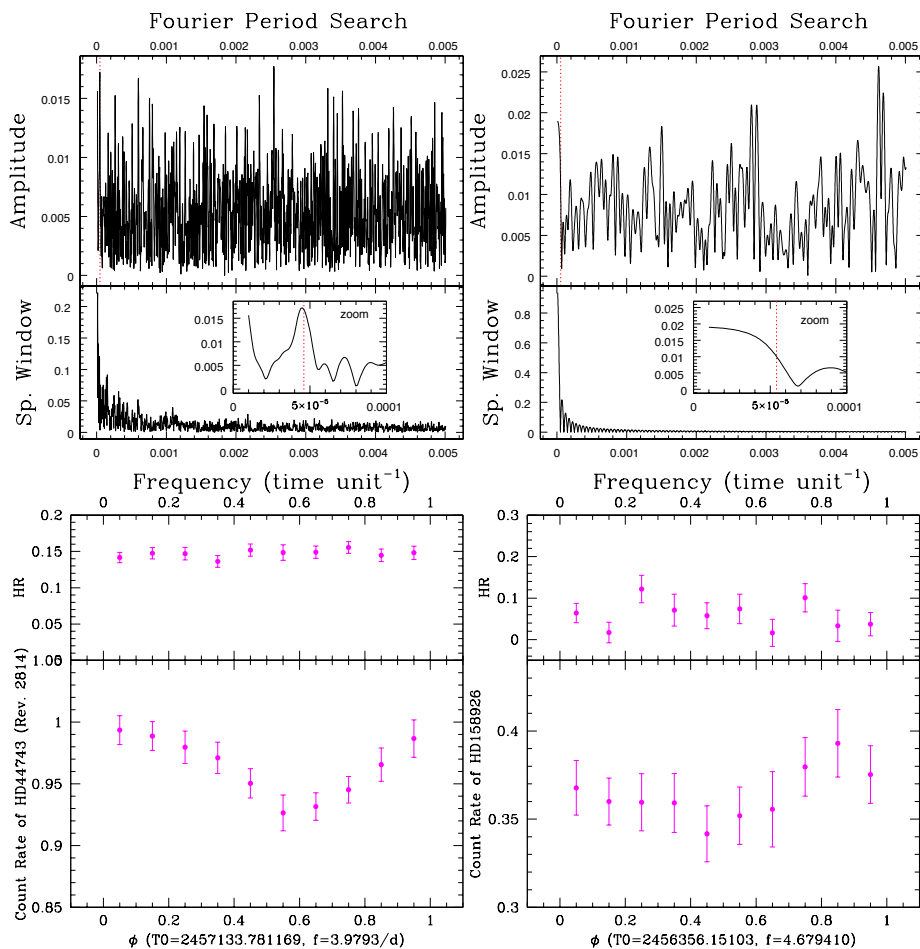 Fourier Period Search
0 0.001 0.002 0.003 0.004 0.005
Amplitude
0.015
0.01
0.005
0
Sp. Window
0.2
0.15
0.1
0.05
0
zoom
0.015
0.01
0.005
0
0 5×10⁻⁵ 0.0001
0 0.001 0.002 0.003 0.004 0.005
Frequency (time unit⁻¹)
Fourier Period Search
0 0.001 0.002 0.003 0.004 0.005
Amplitude
0.025
0.02
0.015
0.01
0.005
0
Sp. Window
0.8
0.6
0.4
0.2
0
zoom
0.02
0.01
0
0 5×10⁻⁵ 0.0001
0 0.001 0.002 0.003 0.004 0.005
Frequency (time unit⁻¹)
0 0.2 0.4 0.6 0.8 1
HR
0.2
0.15
0.1
0.05
Count Rate of HD44743 (Rev. 2814)
1
0.95
0.9
0.85
0 0.2 0.4 0.6 0.8 1
ϕ (T0=2457133.781169, f=3.9793/d)
0 0.2 0.4 0.6 0.8 1
HR
0.3
0.2
0.1
0
Count Rate of HD158926
0.4
0.35
0.3
0 0.2 0.4 0.6 0.8 1
ϕ (T0=2456356.15103, f=4.679410)